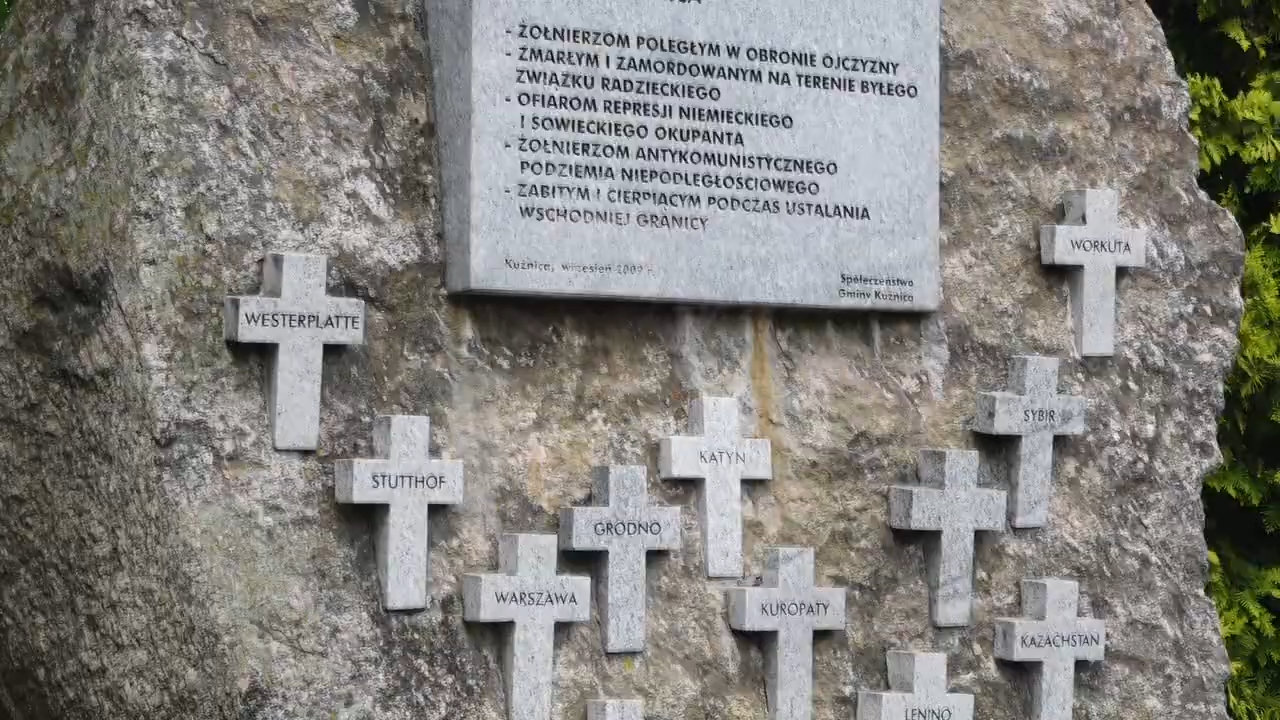 - ŻOŁNIERZOM POLEGŁYM W OBRONIE OJCZYZNY
- ZMARŁYM I ZAMORDOWANYM NA TERENIE BYŁEGO
ZWIĄZKU RADZIECKIEGO
- OFIAROM REPRESJI NIEMIECKIEGO
I SOWIECKIEGO OKUPANTA
- ŻOŁNIERZOM ANTYKOMUNISTYCZNEGO
PODZIEMIA NIEPODLEGŁOŚCIOWEGO
- ZABITYM I CIERPIĄCYM PODCZAS USTALANIA
WSCHODNIEJ GRANICY
Kuźnica, wrzesień 2009 r.
Społeczeństwo
Gminy Kuźnica
WORKUTA
WESTERPLATTE
SYBIR
KATYŃ
STUTTHOF
GRODNO
WARSZAWA
KUROPATY
KAZACHSTAN
LENINO